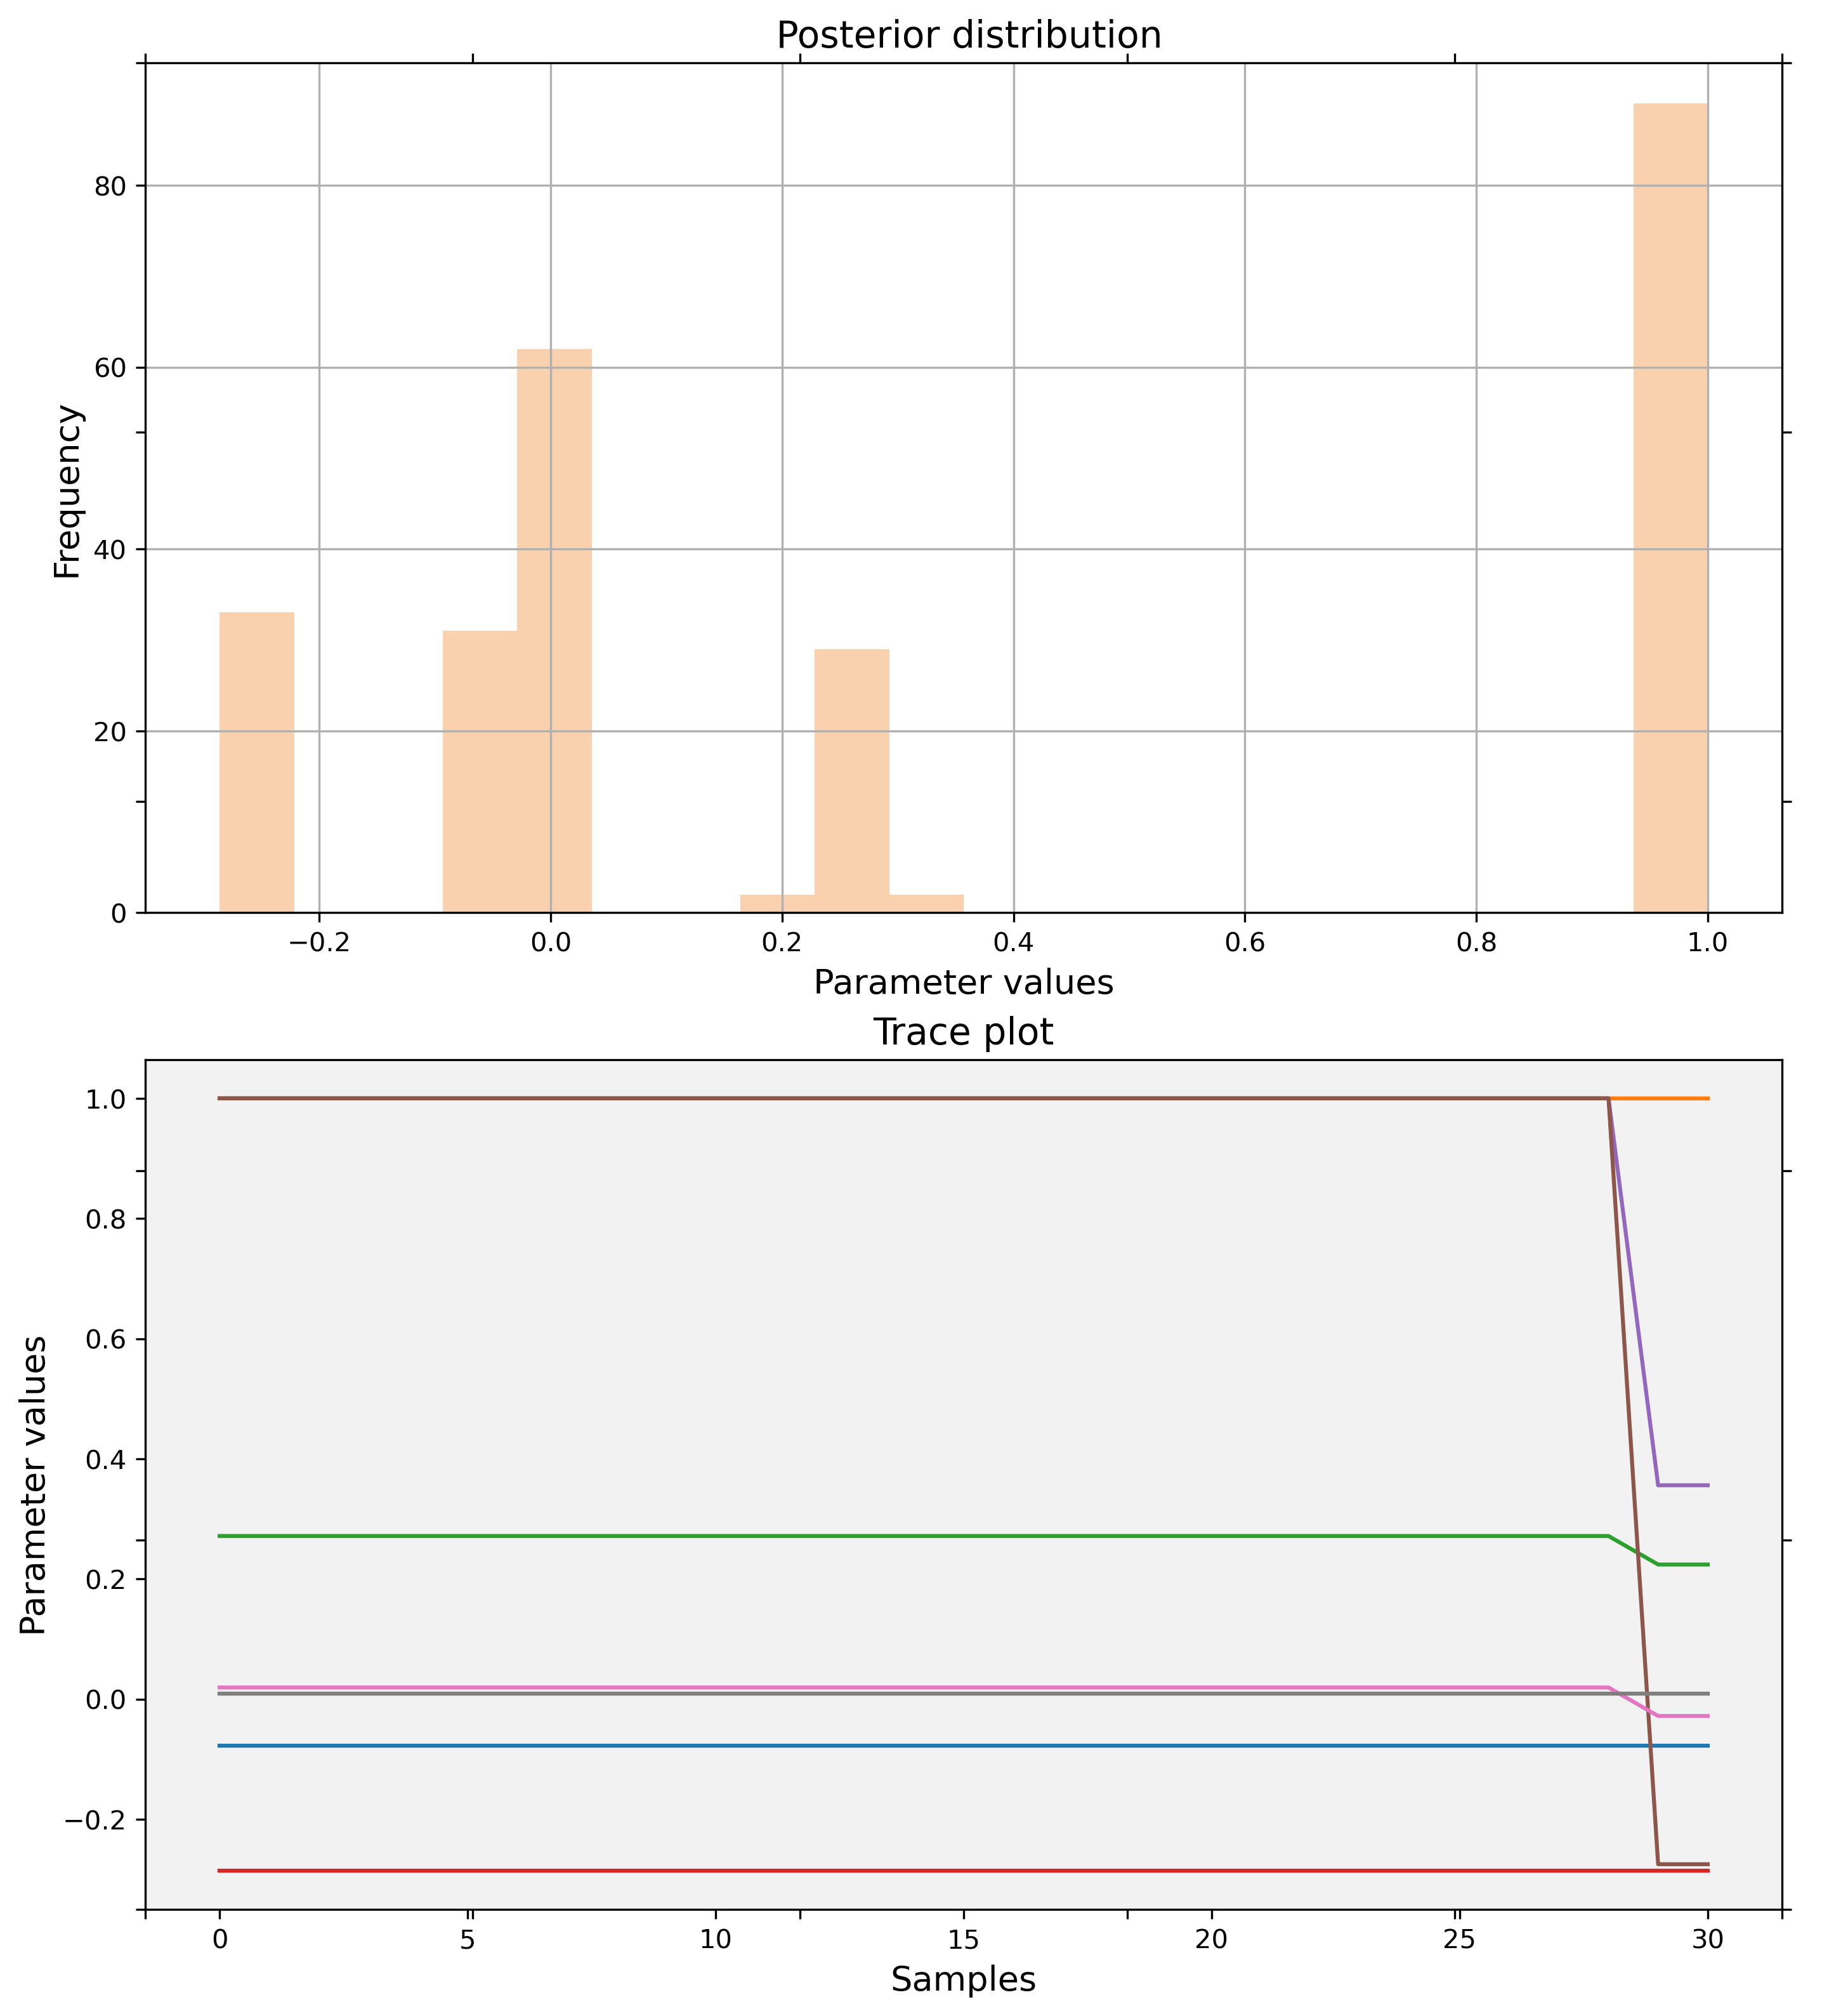 Posterior distribution
80
60
40
20
0
Frequency
−0.2 0.0 0.2 0.4 0.6 0.8 1.0
Parameter values
Trace plot
1.0
0.8
0.6
0.4
0.2
0.0
−0.2
Parameter values
0 5 10 15 20 25 30
Samples